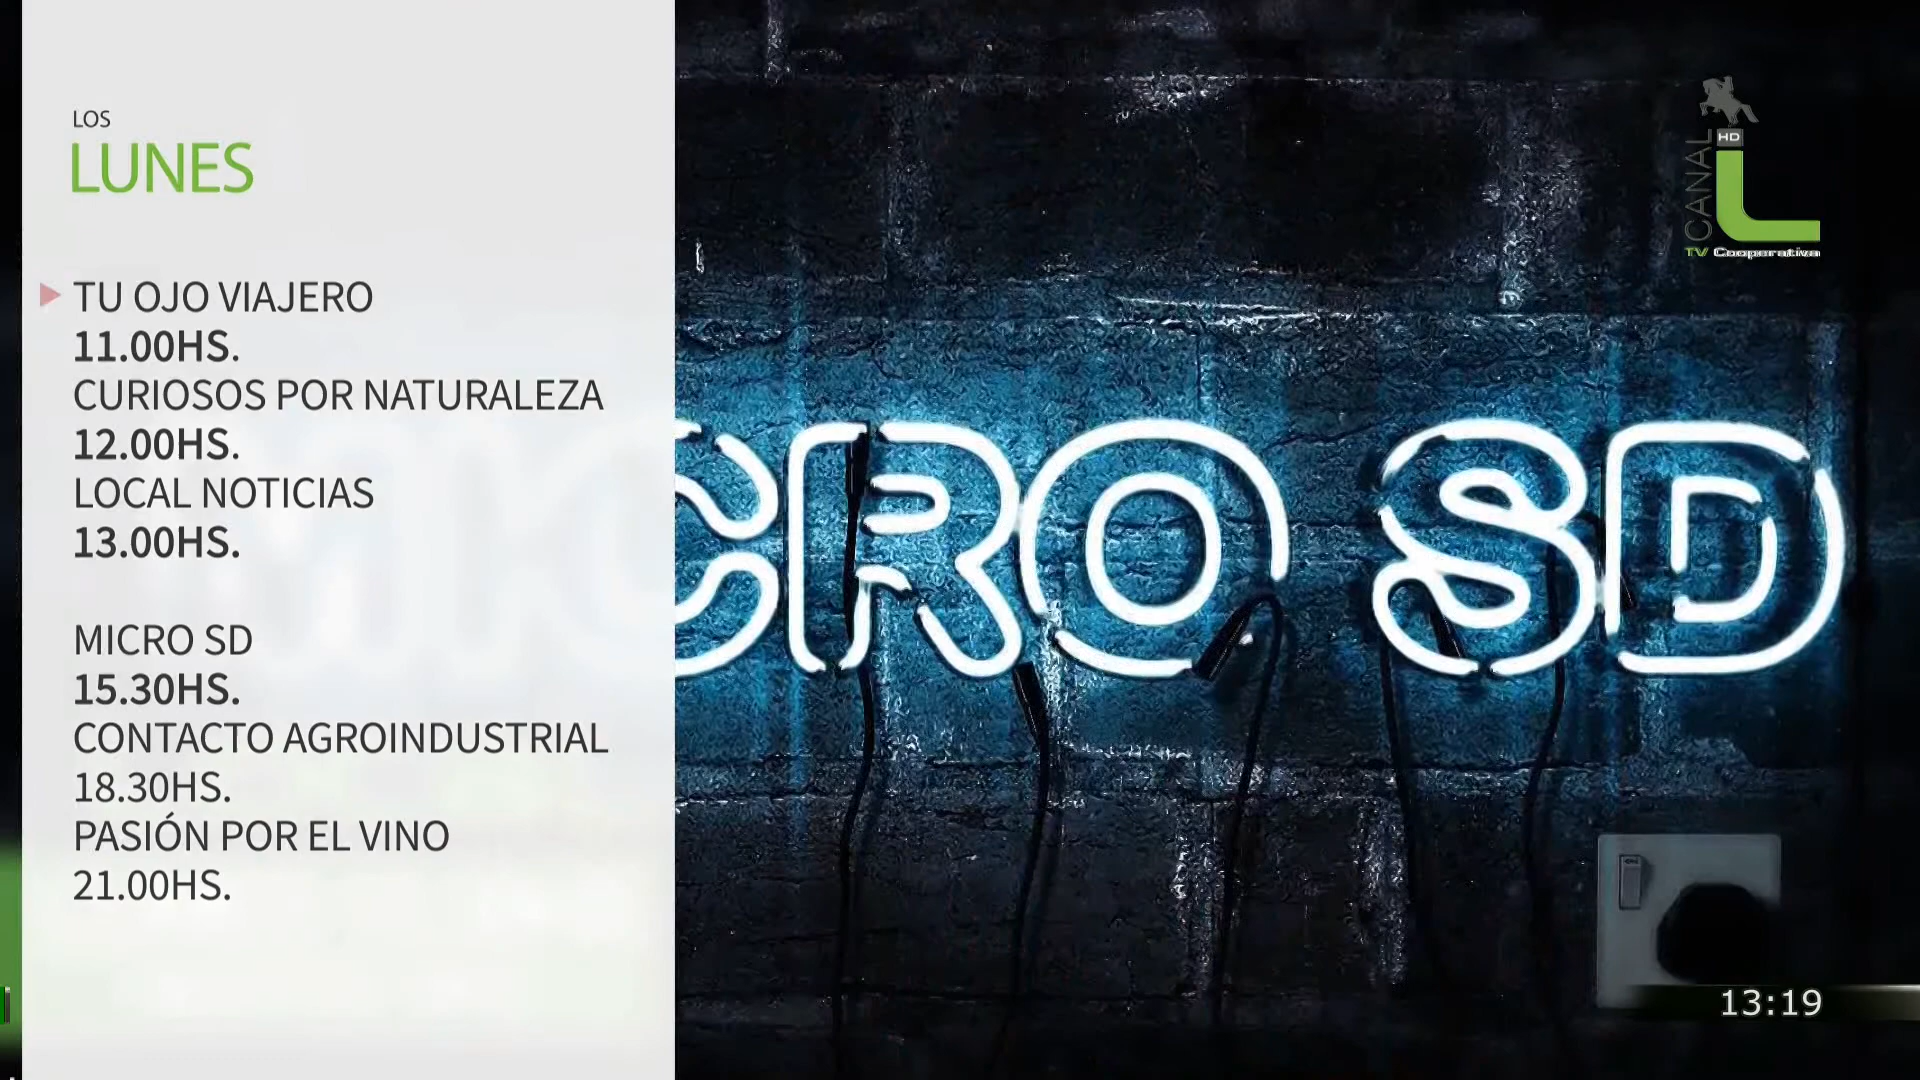 LOS
LUNES
TU OJO VIAJERO
11.00HS.
CURIOSOS POR NATURALEZA
12.00HS.
LOCAL NOTICIAS
13.00HS.
MICRO SD
15.30HS.
CONTACTO AGROINDUSTRIAL
18.30HS.
PASIÓN POR EL VINO
21.00HS.
CRO SD
CANAL
HD
L
TV Cooperativa
13:19